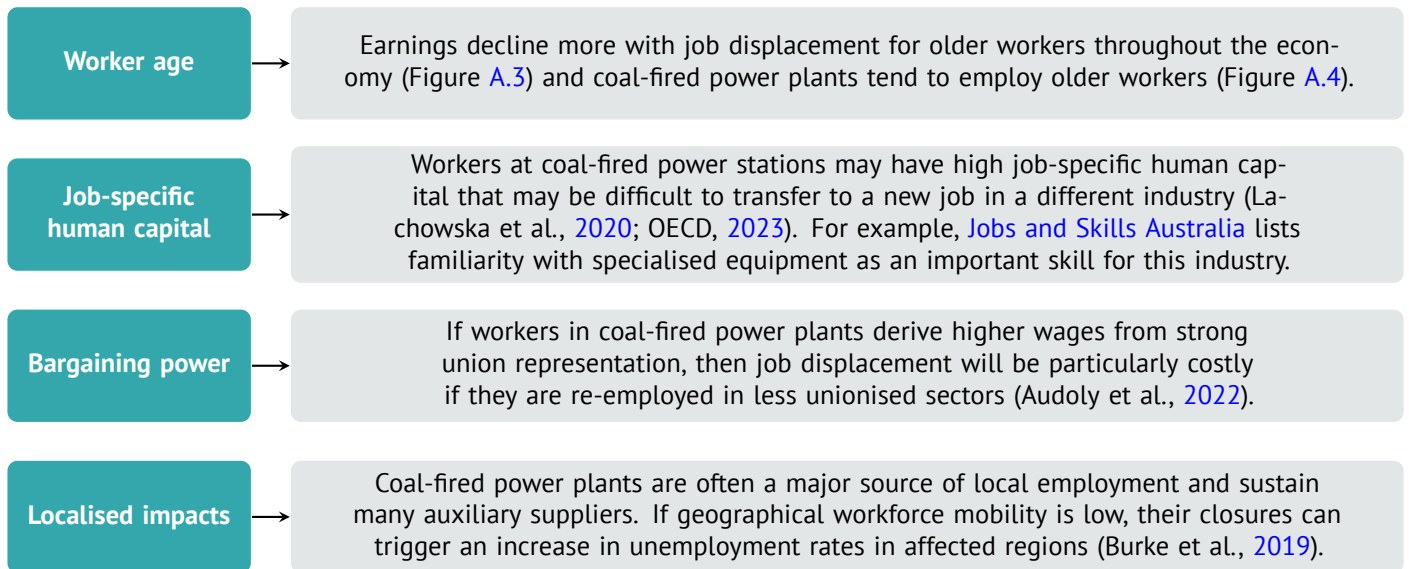 Worker age
Earnings decline more with job displacement for older workers throughout the econ-
omy (Figure A.3) and coal-fired power plants tend to employ older workers (Figure A.4).
Job-specific
human capital
Workers at coal-fired power stations may have high job-specific human cap-
ital that may be difficult to transfer to a new job in a different industry (La-
chowska et al., 2020; OECD, 2023). For example, Jobs and Skills Australia lists
familiarity with specialised equipment as an important skill for this industry.
Bargaining power
If workers in coal-fired power plants derive higher wages from strong
union representation, then job displacement will be particularly costly
if they are re-employed in less unionised sectors (Audoly et al., 2022).
Localised impacts
Coal-fired power plants are often a major source of local employment and sustain
many auxiliary suppliers. If geographical workforce mobility is low, their closures can
trigger an increase in unemployment rates in affected regions (Burke et al., 2019).